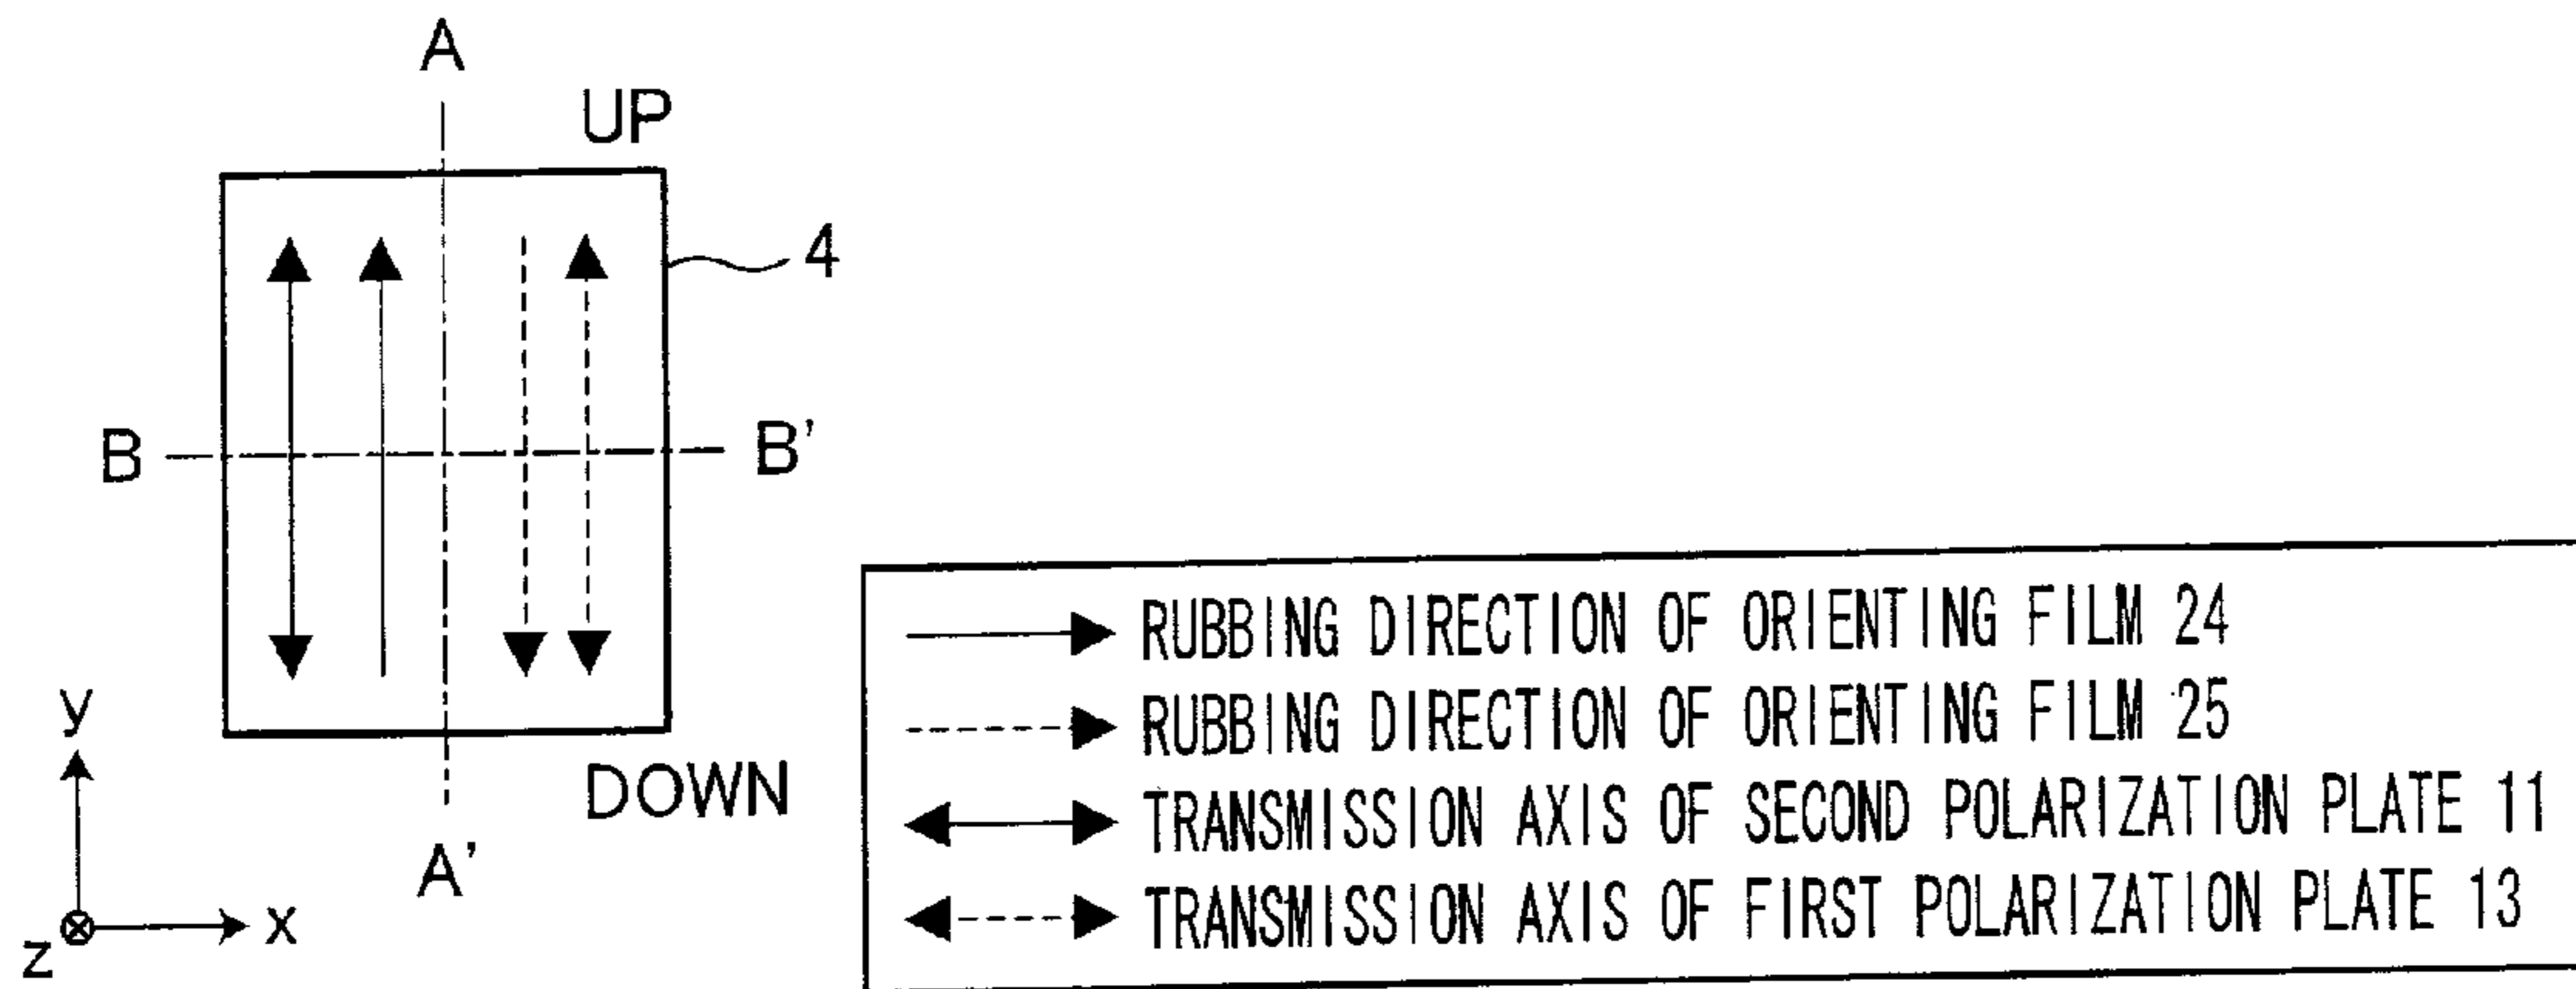 A
UP
4
B
B'
DOWN
A'
y
x
z
RUBBING DIRECTION OF ORIENTING FILM 24
RUBBING DIRECTION OF ORIENTING FILM 25
TRANSMISSION AXIS OF SECOND POLARIZATION PLATE 11
TRANSMISSION AXIS OF FIRST POLARIZATION PLATE 13